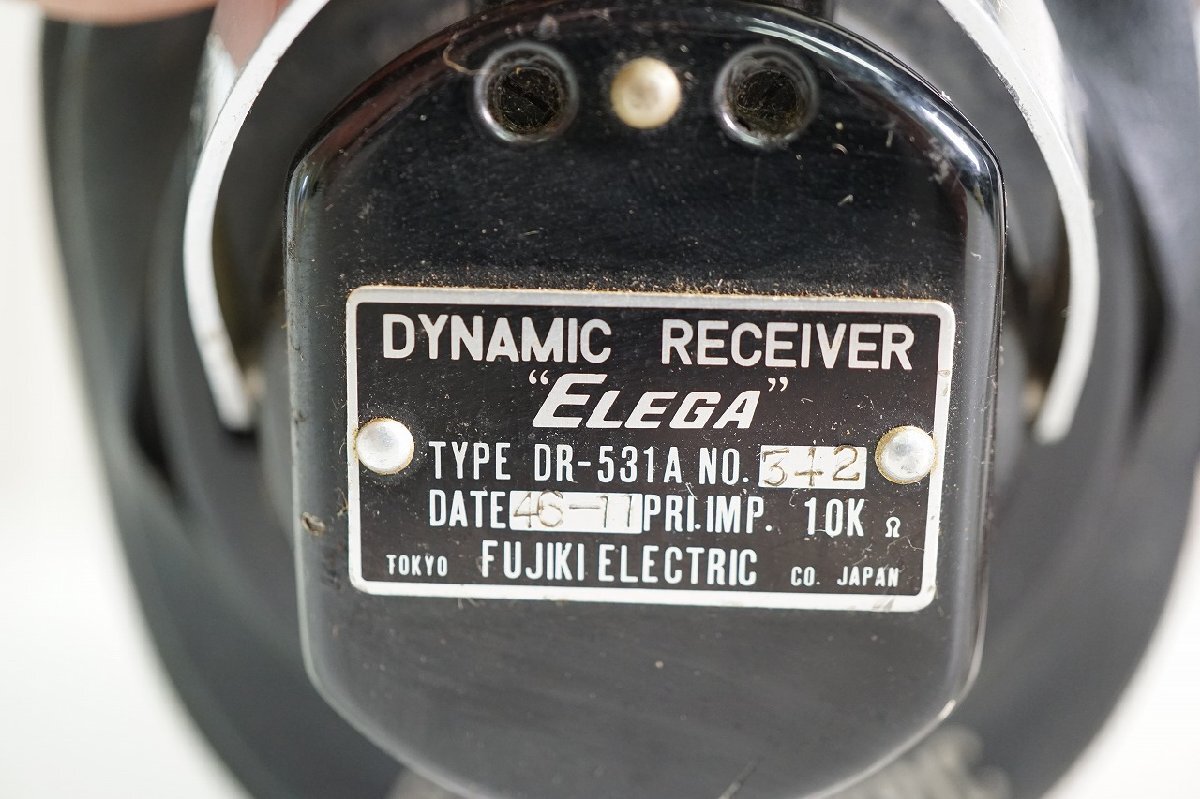 DYNAMIC RECEIVER
"ELEGA"
TYPE DR-531A NO. 342
DATE 46-11 PRI.IMP. 10K Ω
TOKYO FUJIKI ELECTRIC CO. JAPAN